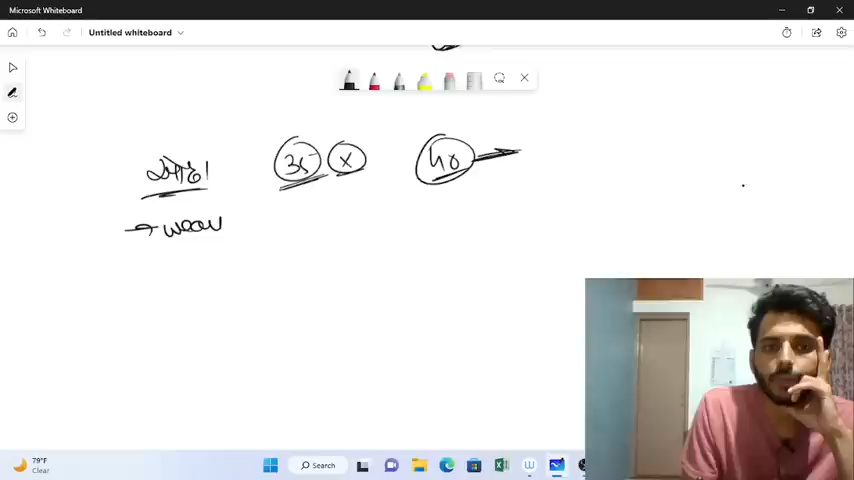 Microsoft Whiteboard
Untitled whiteboard
35 x 40
79°F
Clear
Search